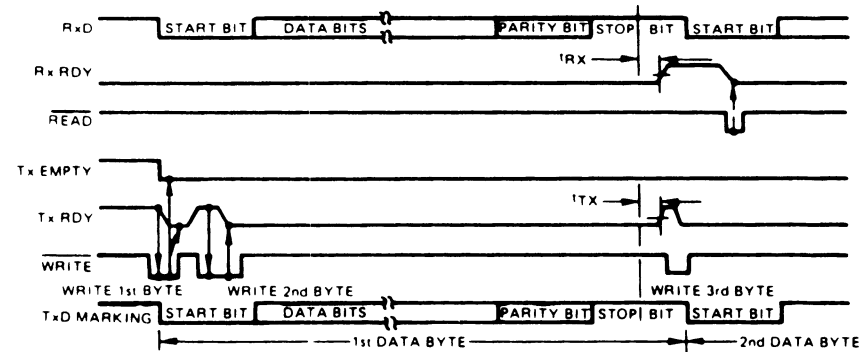 RxD START BIT DATA BITS PARITY BIT STOP BIT START BIT
tRX
Rx RDY
READ
Tx EMPTY
tTX
Tx RDY
WRITE
WRITE 1st BYTE WRITE 2nd BYTE WRITE 3rd BYTE
TxD MARKING START BIT DATA BITS PARITY BIT STOP BIT START BIT
1st DATA BYTE 2nd DATA BYTE